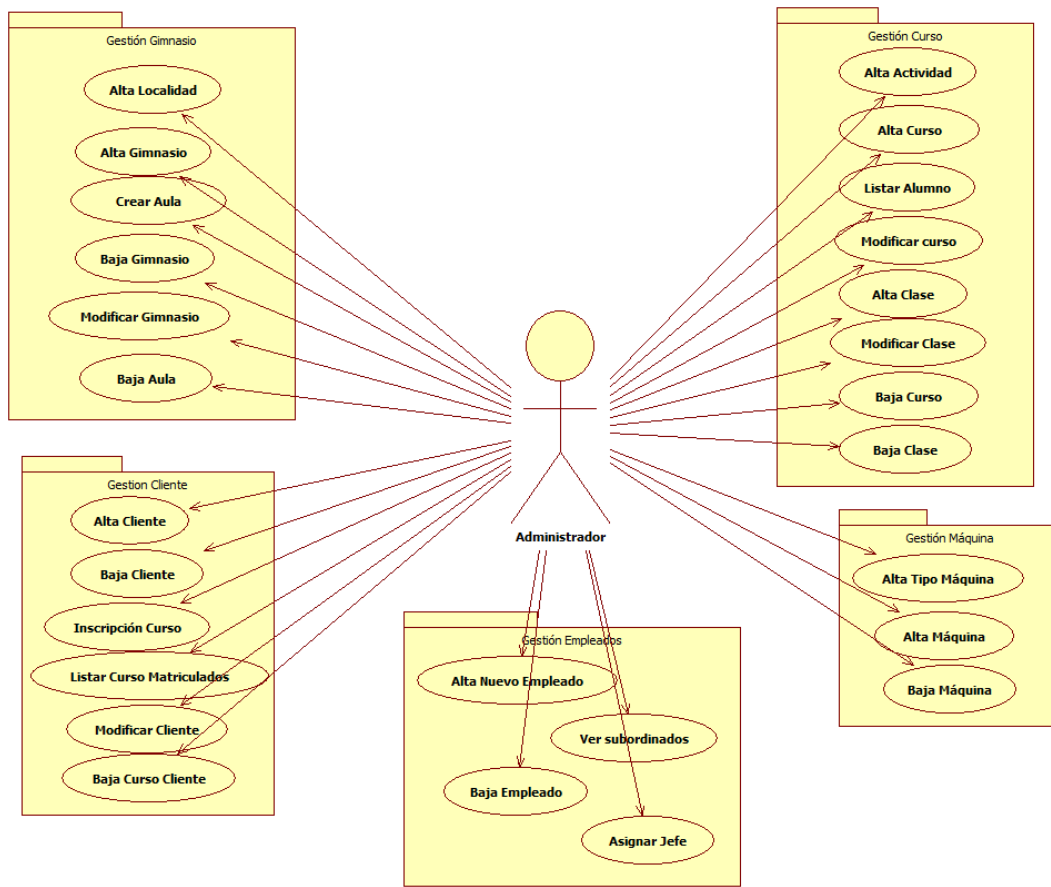 Gestión Gimnasio
Alta Localidad
Alta Gimnasio
Crear Aula
Baja Gimnasio
Modificar Gimnasio
Baja Aula
Gestión Curso
Alta Actividad
Alta Curso
Listar Alumno
Modificar curso
Alta Clase
Modificar Clase
Baja Curso
Baja Clase
Administrador
Gestion Cliente
Alta Cliente
Baja Cliente
Inscripción Curso
Listar Curso Matriculados
Modificar Cliente
Baja Curso Cliente
Gestión Empleados
Alta Nuevo Empleado
Ver subordinados
Baja Empleado
Asignar Jefe
Gestión Máquina
Alta Tipo Máquina
Alta Máquina
Baja Máquina